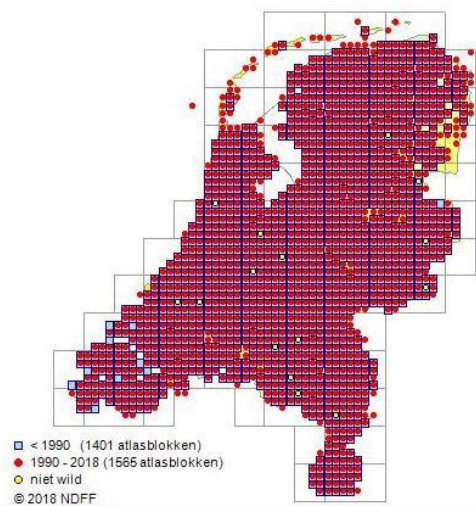 < 1990 (1401 atlasblokken)
1990 - 2018 (1565 atlasblokken)
niet wild
© 2018 NDFF